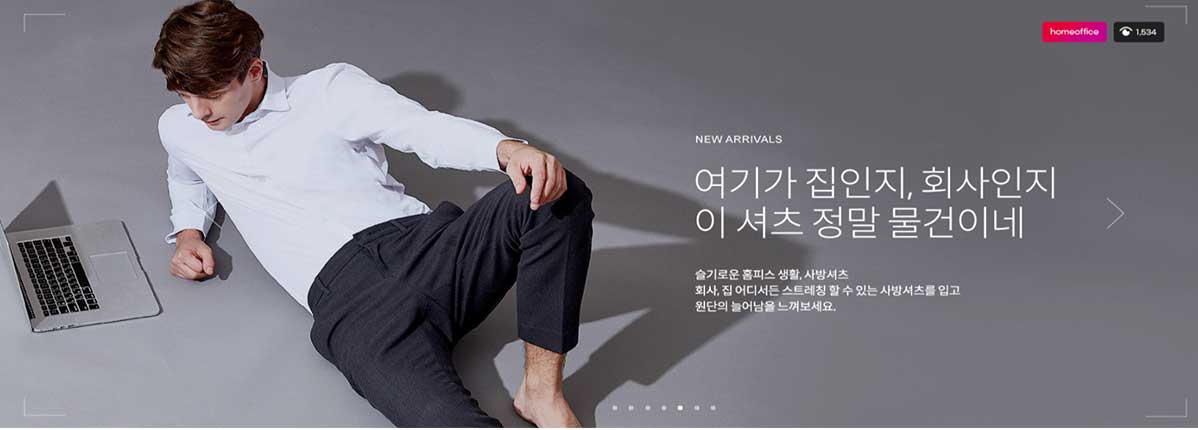 homeoffice
1,534
NEW ARRIVALS
여기가 집인지, 회사인지
이 셔츠 정말 물건이네
슬기로운 홈피스 생활, 사방셔츠
회사, 집 어디서든 스트레칭 할 수 있는 사방셔츠를 입고
원단의 늘어남을 느껴보세요.